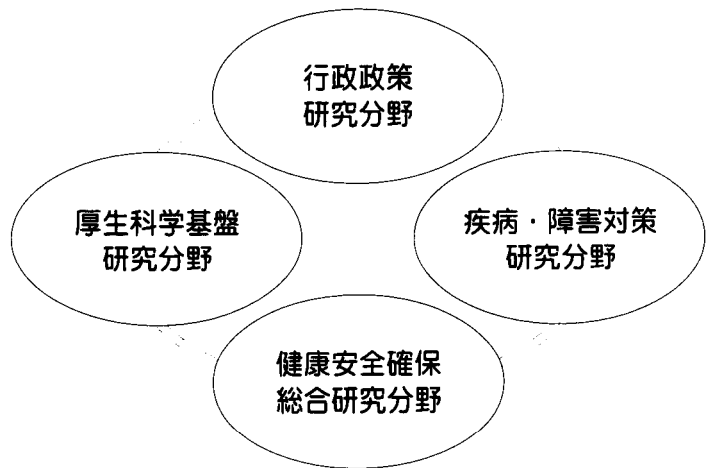 行政政策
研究分野
厚生科学基盤
研究分野
疾病・障害対策
研究分野
健康安全確保
総合研究分野